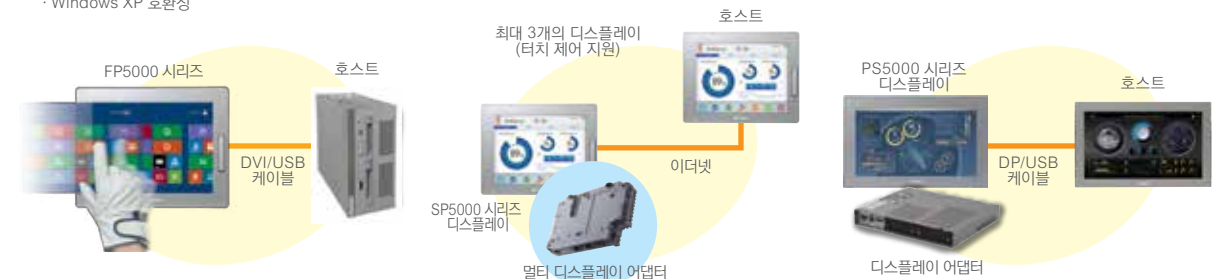 · Windows XP 호환성
FP5000 시리즈
호스트
DVI/USB
케이블
최대 3개의 디스플레이
(터치 제어 지원)
호스트
이더넷
SP5000 시리즈
디스플레이
멀티 디스플레이 어댑터
PS5000 시리즈
디스플레이
호스트
DP/USB
케이블
디스플레이 어댑터